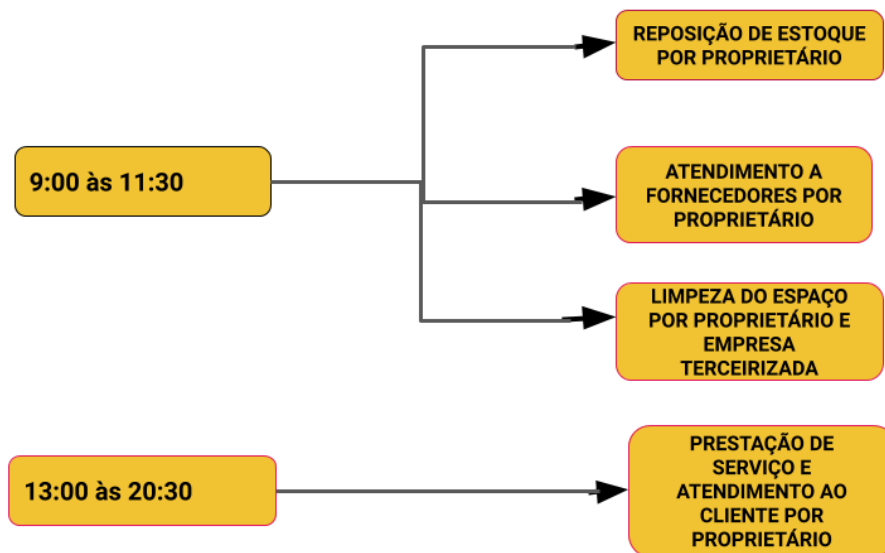 REPOSIÇÃO DE ESTOQUE
POR PROPRIETÁRIO
9:00 às 11:30
ATENDIMENTO A
FORNECEDORES POR
PROPRIETÁRIO
LIMPEZA DO ESPAÇO
POR PROPRIETÁRIO E
EMPRESA
TERCEIRIZADA
13:00 às 20:30
PRESTAÇÃO DE
SERVIÇO E
ATENDIMENTO AO
CLIENTE POR
PROPRIETÁRIO